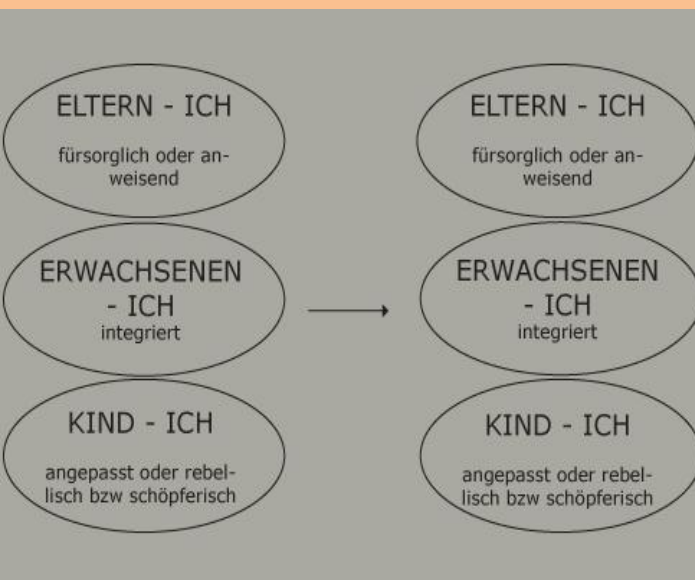 ELTERN - ICH
fürsorglich oder an-
weisend
ERWACHSENEN
- ICH
integriert
KIND - ICH
angepasst oder rebel-
lisch bzw schöpferisch
ELTERN - ICH
fürsorglich oder an-
weisend
ERWACHSENEN
- ICH
integriert
KIND - ICH
angepasst oder rebel-
lisch bzw schöpferisch